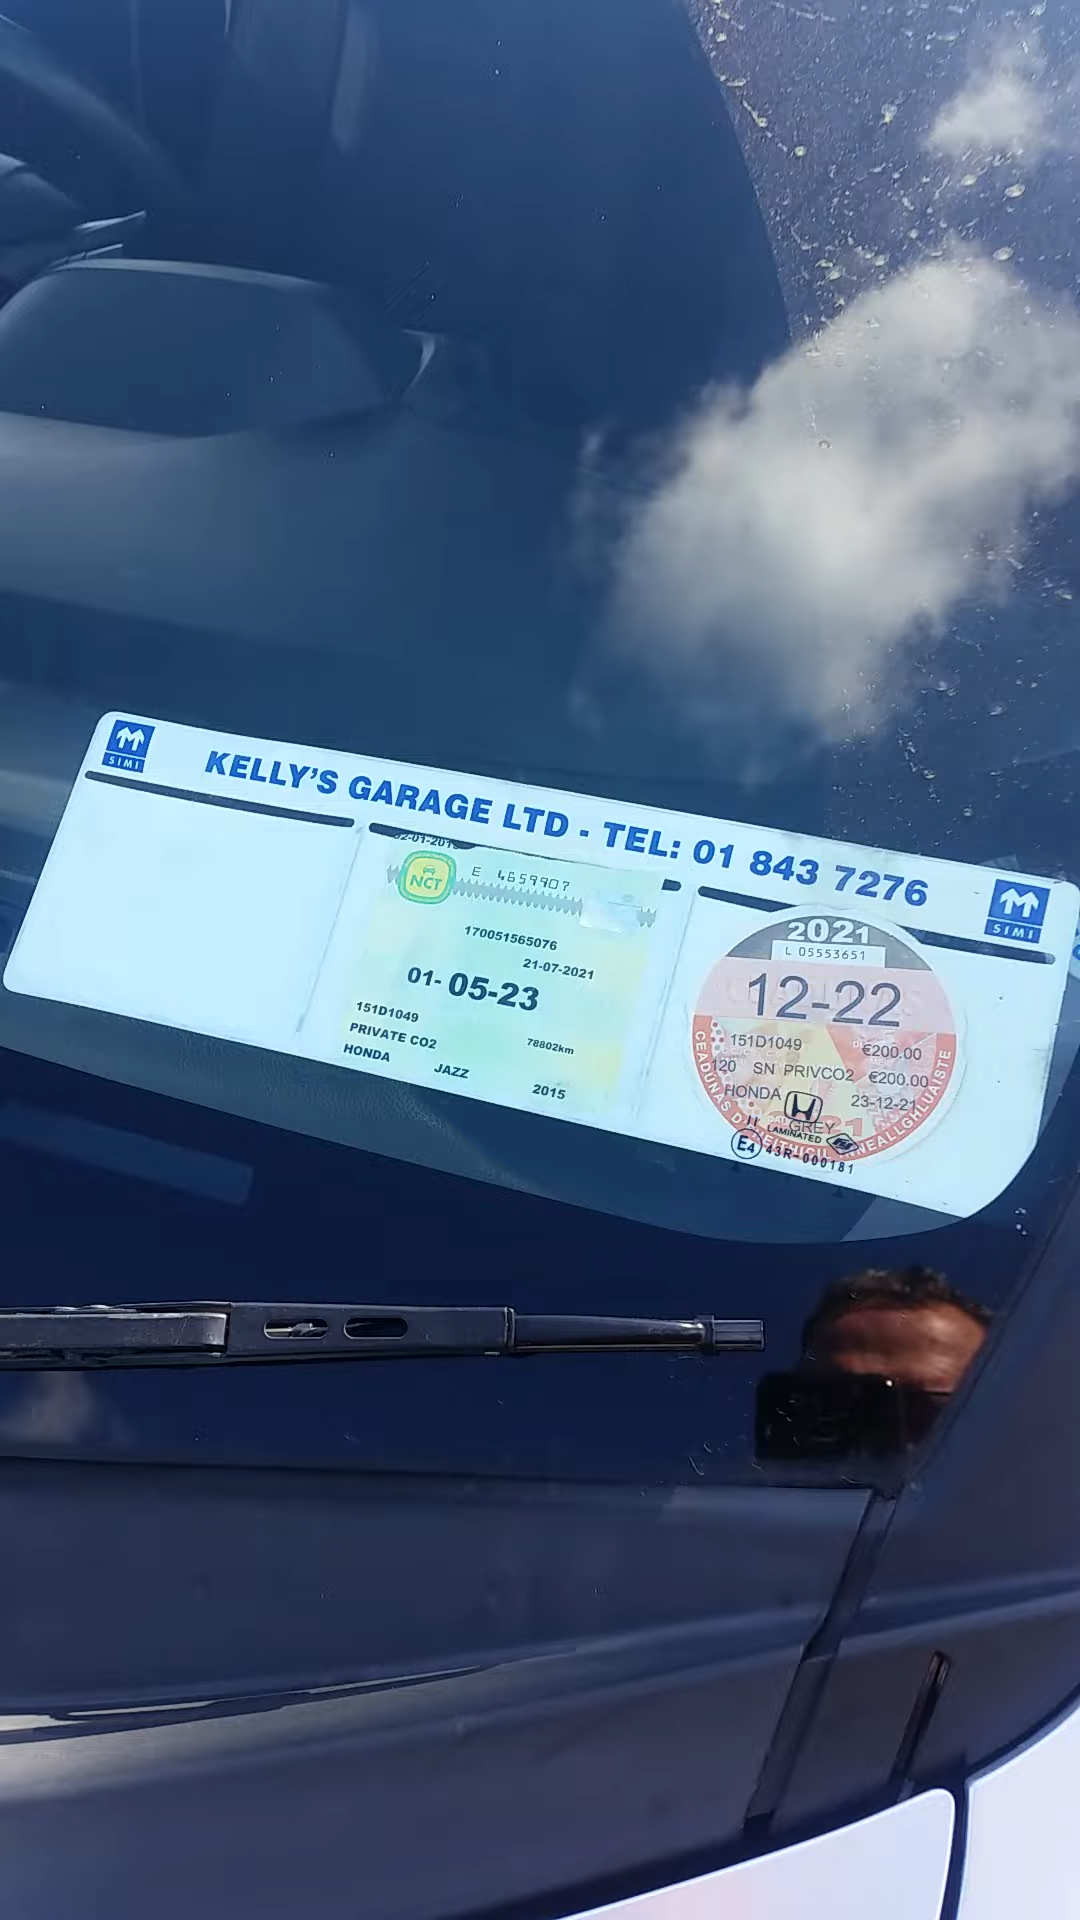 SIMI
KELLY'S GARAGE LTD - TEL: 01 843 7276
SIMI
NCT
E 4659907
170051565076
21-07-2021
01-05-23
151D1049
PRIVATE CO2
78802km
HONDA JAZZ 2015
2021
L 05553651
12-22
151D1049 €200.00
120 SN PRIVCO2 €200.00
HONDA 23-12-21
GREY
LAMINATED
E4 43R-000181
CEADÚNAS